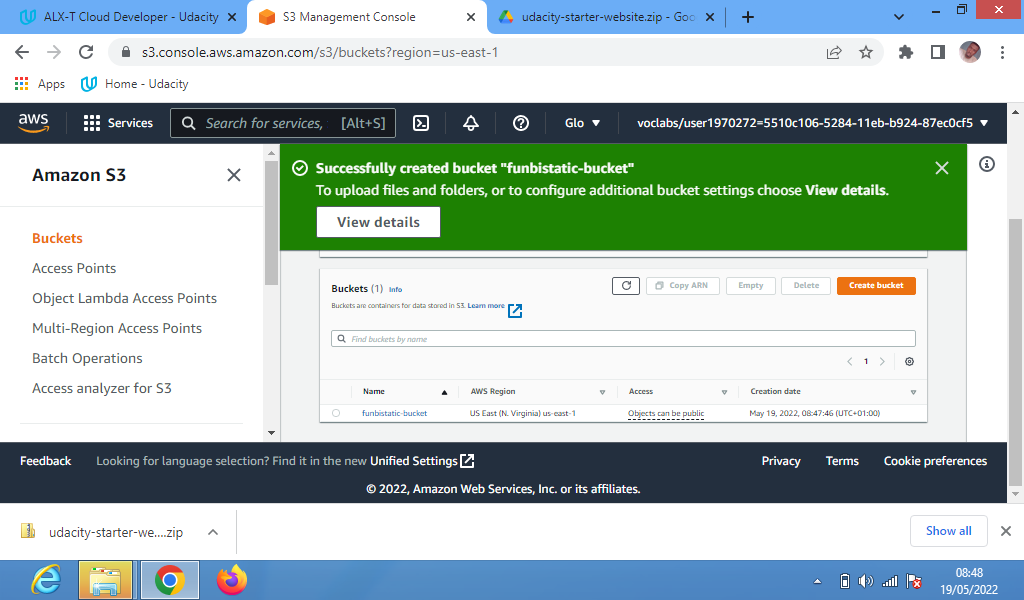 ALX-T Cloud Developer - Udacity
S3 Management Console
udacity-starter-website.zip - Goo
s3.console.aws.amazon.com/s3/buckets?region=us-east-1
Apps
Home - Udacity
aws
Services
Search for services, [Alt+S]
Glo
voclabs/user1970272=5510c106-5284-11eb-b924-87ec0cf5
Amazon S3
Buckets
Access Points
Object Lambda Access Points
Multi-Region Access Points
Batch Operations
Access analyzer for S3
Successfully created bucket "funbistatic-bucket"
To upload files and folders, or to configure additional bucket settings choose View details.
View details
Buckets (1) Info
Buckets are containers for data stored in S3. Learn more
Copy ARN
Empty
Delete
Create bucket
Find buckets by name
1
Name
AWS Region
Access
Creation date
funbistatic-bucket
US East (N. Virginia) us-east-1
Objects can be public
May 19, 2022, 08:47:46 (UTC+01:00)
Feedback
Looking for language selection? Find it in the new Unified Settings
Privacy
Terms
Cookie preferences
© 2022, Amazon Web Services, Inc. or its affiliates.
udacity-starter-we....zip
Show all
08:48
19/05/2022